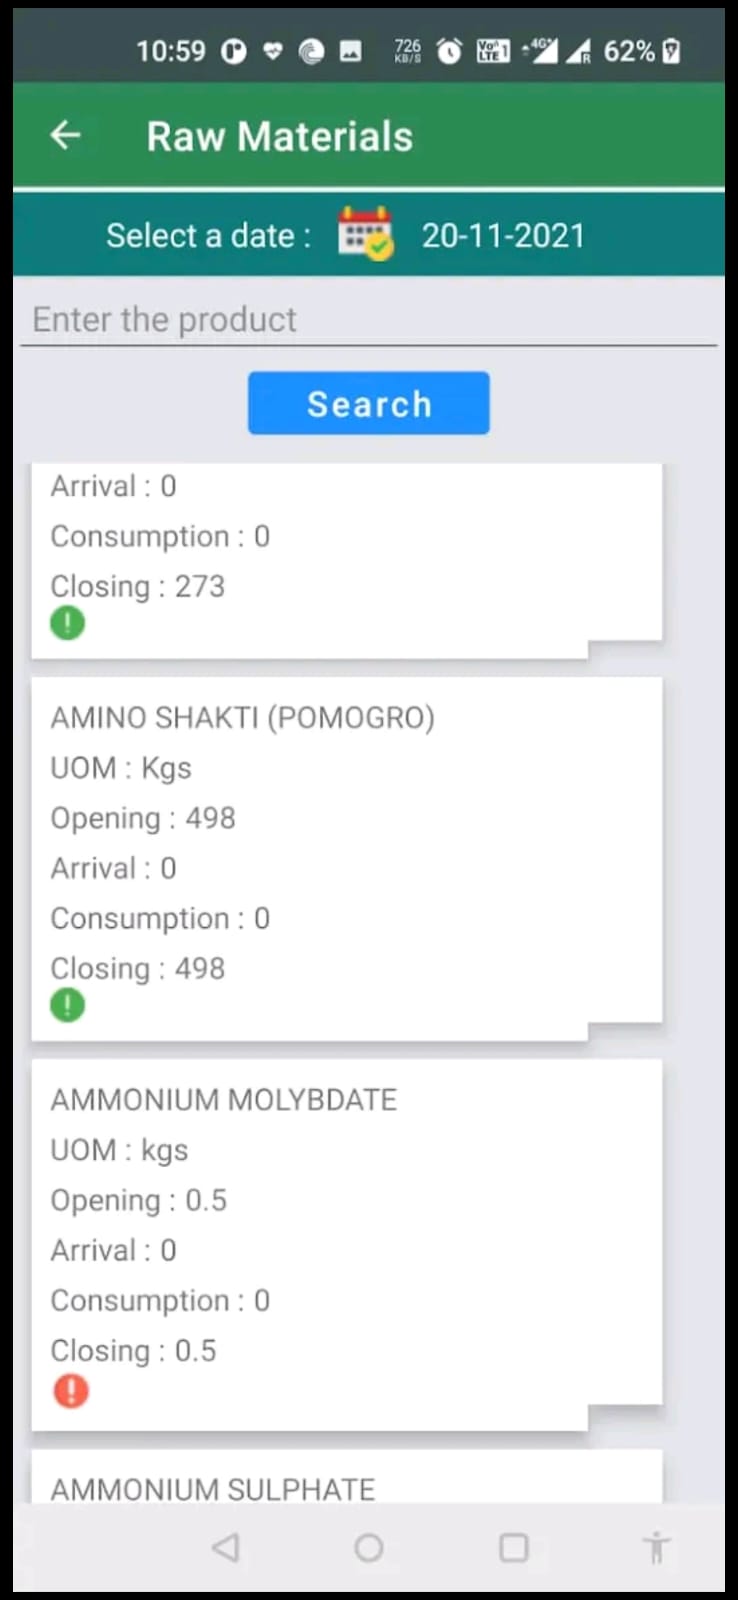 10:59 726 KB/S Vo) LTE 1 4G+ R 62%
Raw Materials
Select a date : 20-11-2021
Enter the product
Search
Arrival : 0
Consumption : 0
Closing : 273
AMINO SHAKTI (POMOGRO)
UOM : Kgs
Opening : 498
Arrival : 0
Consumption : 0
Closing : 498
AMMONIUM MOLYBDATE
UOM : kgs
Opening : 0.5
Arrival : 0
Consumption : 0
Closing : 0.5
AMMONIUM SULPHATE